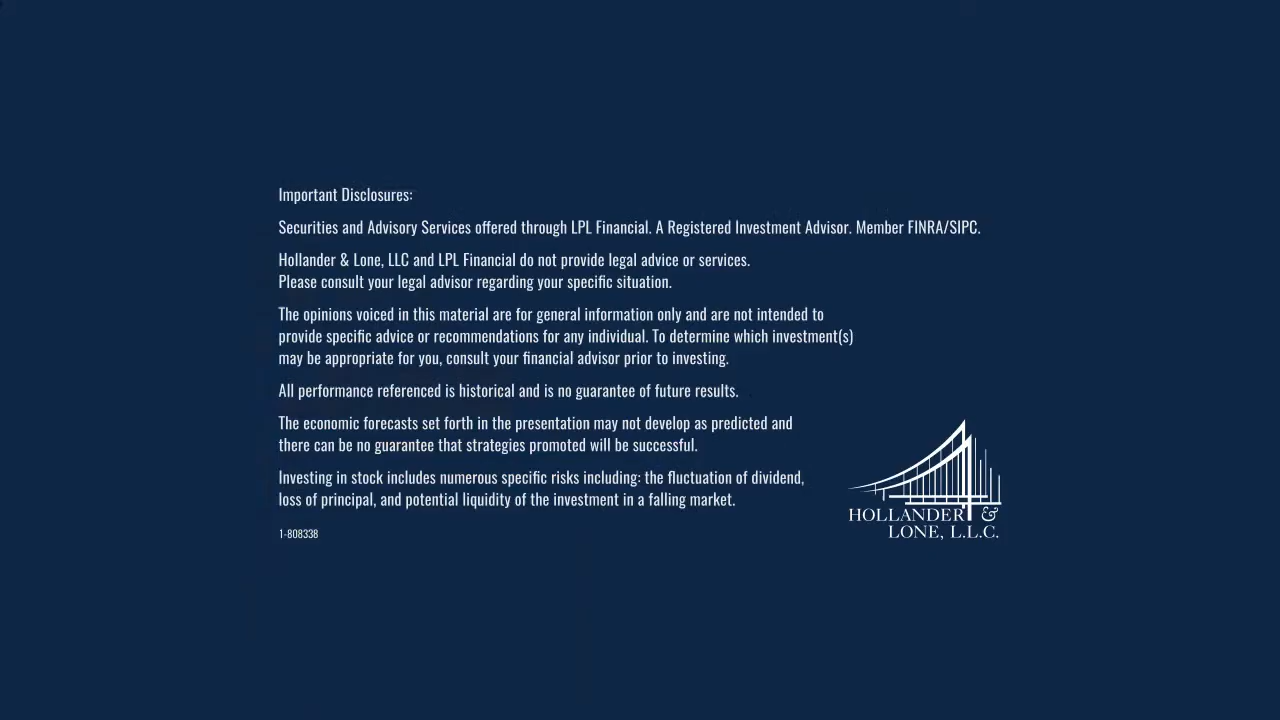 Important Disclosures:
Securities and Advisory Services offered through LPL Financial. A Registered Investment Advisor. Member FINRA/SIPC.
Hollander & Lone, LLC and LPL Financial do not provide legal advice or services.
Please consult your legal advisor regarding your specific situation.
The opinions voiced in this material are for general information only and are not intended to
provide specific advice or recommendations for any individual. To determine which investment(s)
may be appropriate for you, consult your financial advisor prior to investing.
All performance referenced is historical and is no guarantee of future results.
The economic forecasts set forth in the presentation may not develop as predicted and
there can be no guarantee that strategies promoted will be successful.
Investing in stock includes numerous specific risks including: the fluctuation of dividend,
loss of principal, and potential liquidity of the investment in a falling market.
1-808338
HOLLANDER &
LONE, L.L.C.